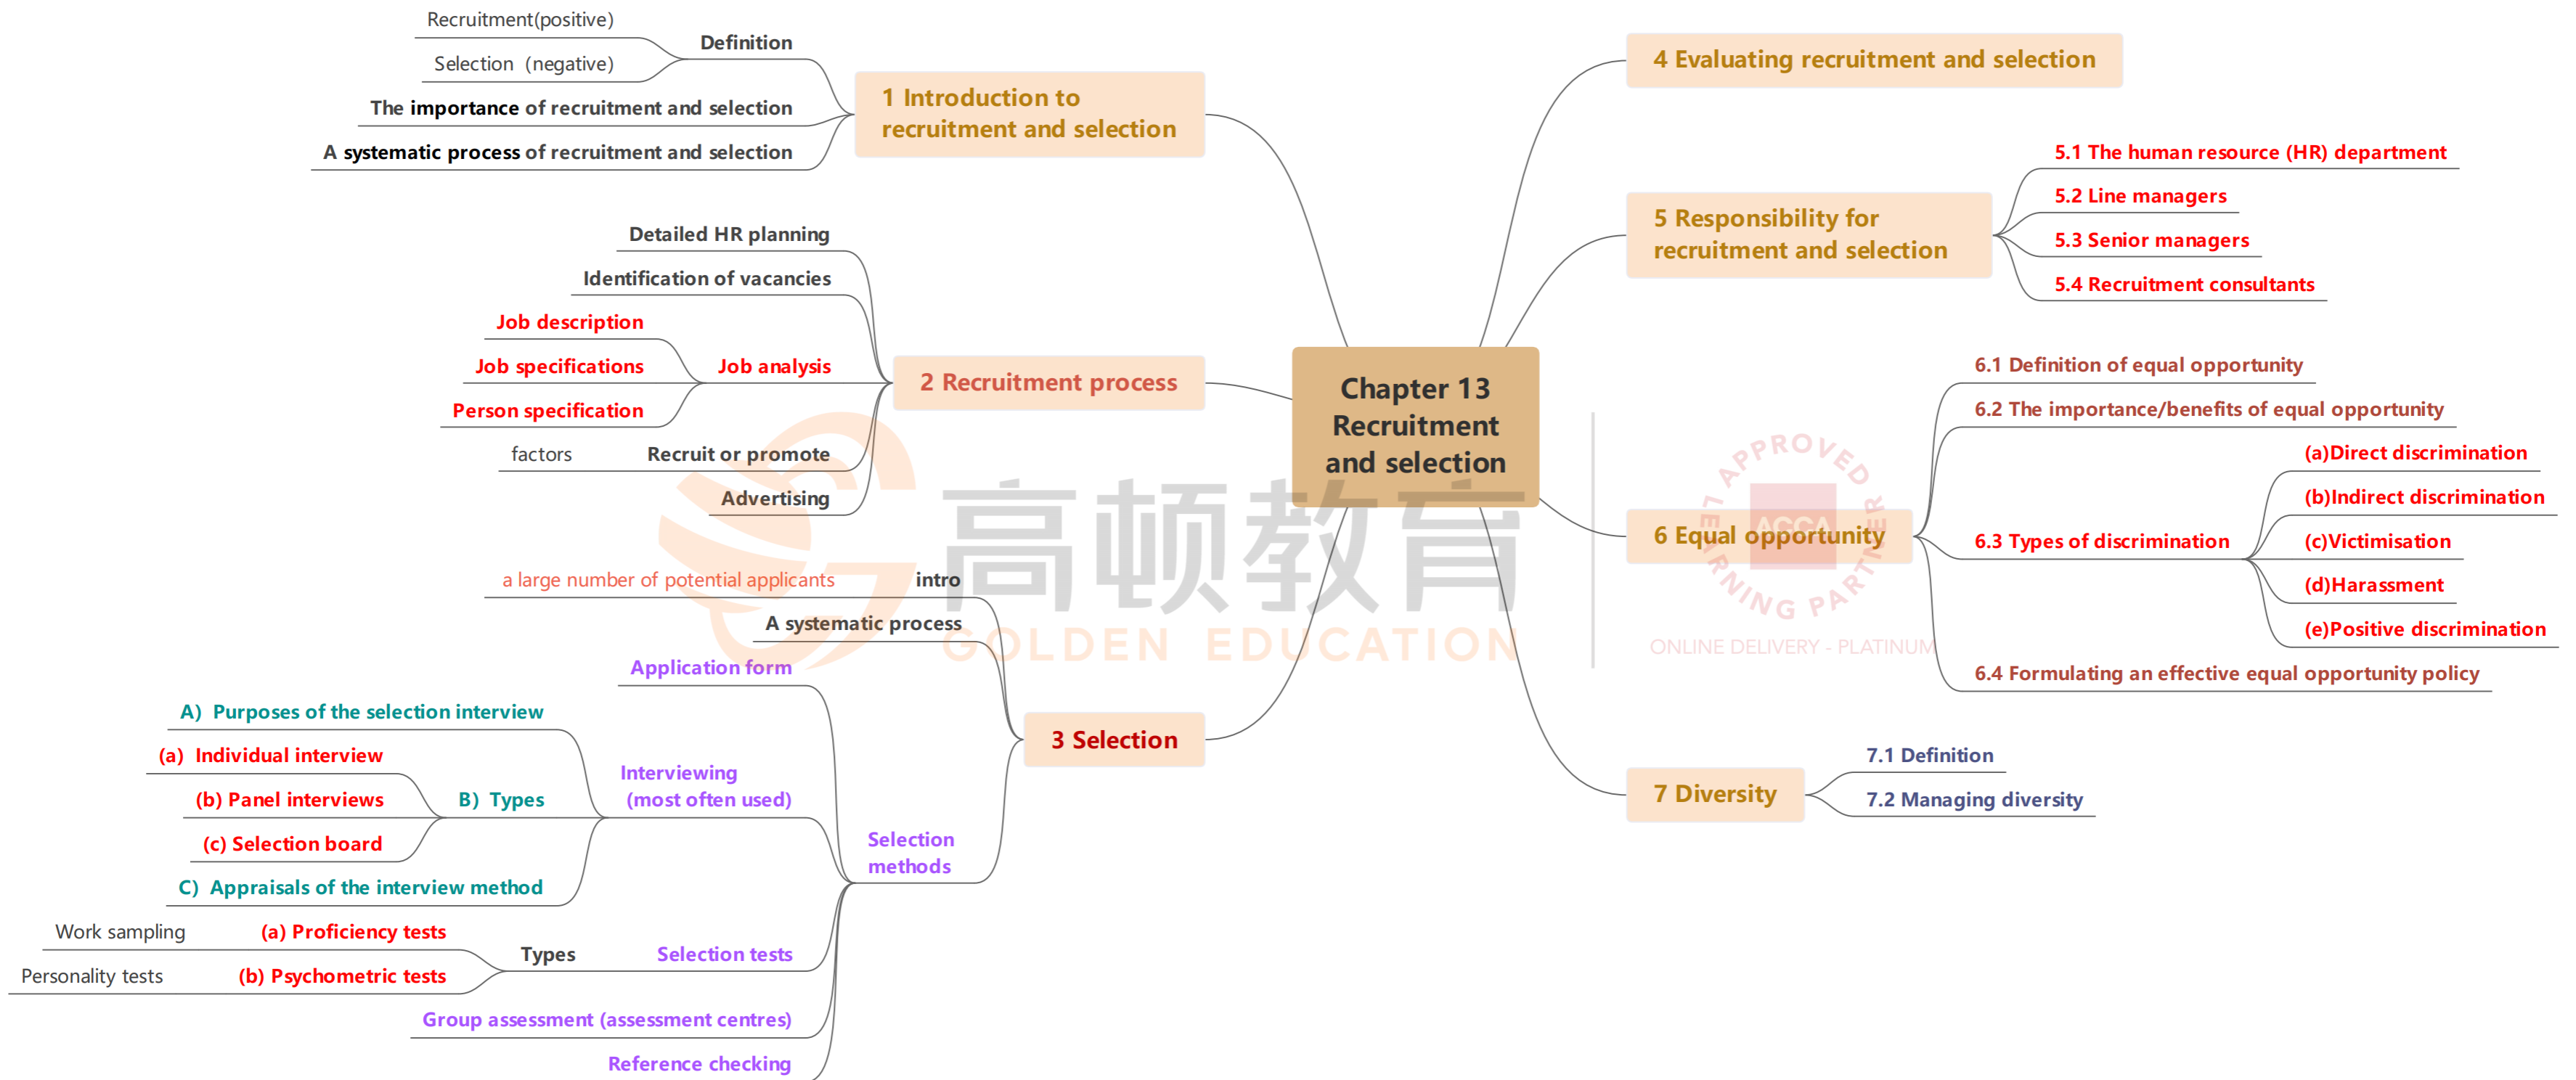 Chapter 13
Recruitment
and selection
1 Introduction to
recruitment and selection
Definition
Recruitment(positive)
Selection（negative）
The importance of recruitment and selection
A systematic process of recruitment and selection
2 Recruitment process
Detailed HR planning
Identification of vacancies
Job analysis
Job description
Job specifications
Person specification
Recruit or promote
factors
Advertising
3 Selection
intro
a large number of potential applicants
A systematic process
Selection
methods
Application form
Interviewing
(most often used)
A） Purposes of the selection interview
B） Types
(a) Individual interview
(b) Panel interviews
(c) Selection board
C） Appraisals of the interview method
Selection tests
Types
(a) Proficiency tests
Work sampling
(b) Psychometric tests
Personality tests
Group assessment (assessment centres)
Reference checking
4 Evaluating recruitment and selection
5 Responsibility for
recruitment and selection
5.1 The human resource (HR) department
5.2 Line managers
5.3 Senior managers
5.4 Recruitment consultants
6 Equal opportunity
6.1 Definition of equal opportunity
6.2 The importance/benefits of equal opportunity
6.3 Types of discrimination
(a)Direct discrimination
(b)Indirect discrimination
(c)Victimisation
(d)Harassment
(e)Positive discrimination
6.4 Formulating an effective equal opportunity policy
7 Diversity
7.1 Definition
7.2 Managing diversity
高顿教育
GOLDEN EDUCATION
APPROVED LEARNING PARTNER
ACCA
ONLINE DELIVERY - PLATINUM